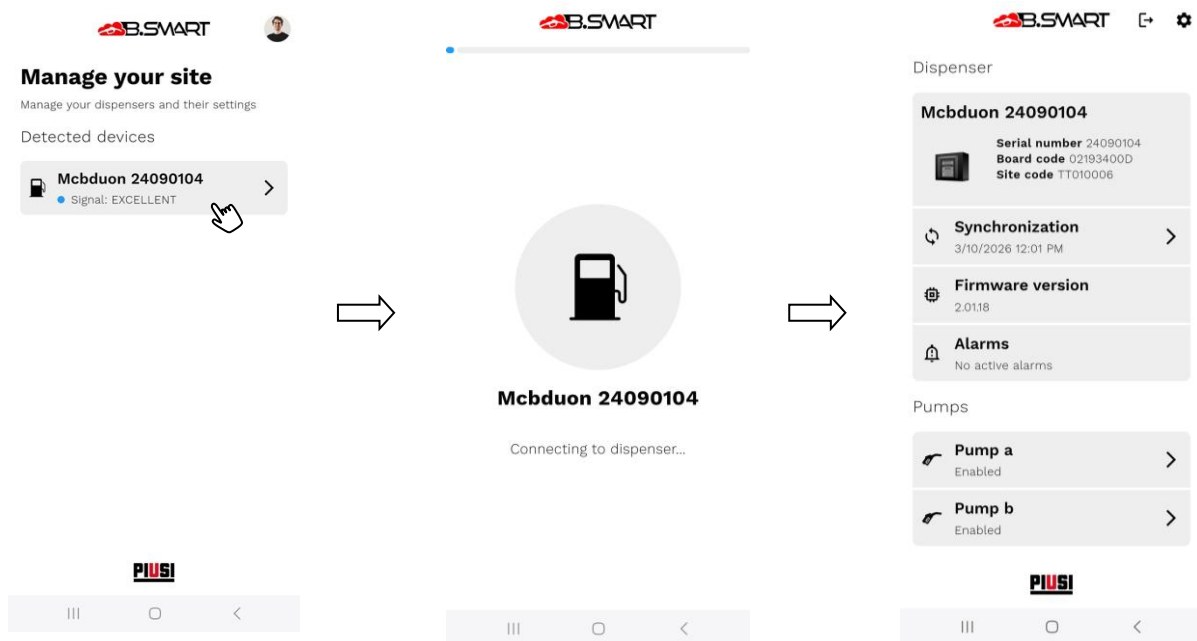 B.SMART
Manage your site
Manage your dispensers and their settings
Detected devices
Mcbduon 24090104
Signal: EXCELLENT
PIUSI
B.SMART
Mcbduon 24090104
Connecting to dispenser...
B.SMART
Dispenser
Mcbduon 24090104
Serial number 24090104
Board code 02193400D
Site code TT010006
Synchronization
3/10/2026 12:01 PM
Firmware version
2.01.18
Alarms
No active alarms
Pumps
Pump a
Enabled
Pump b
Enabled
PIUSI